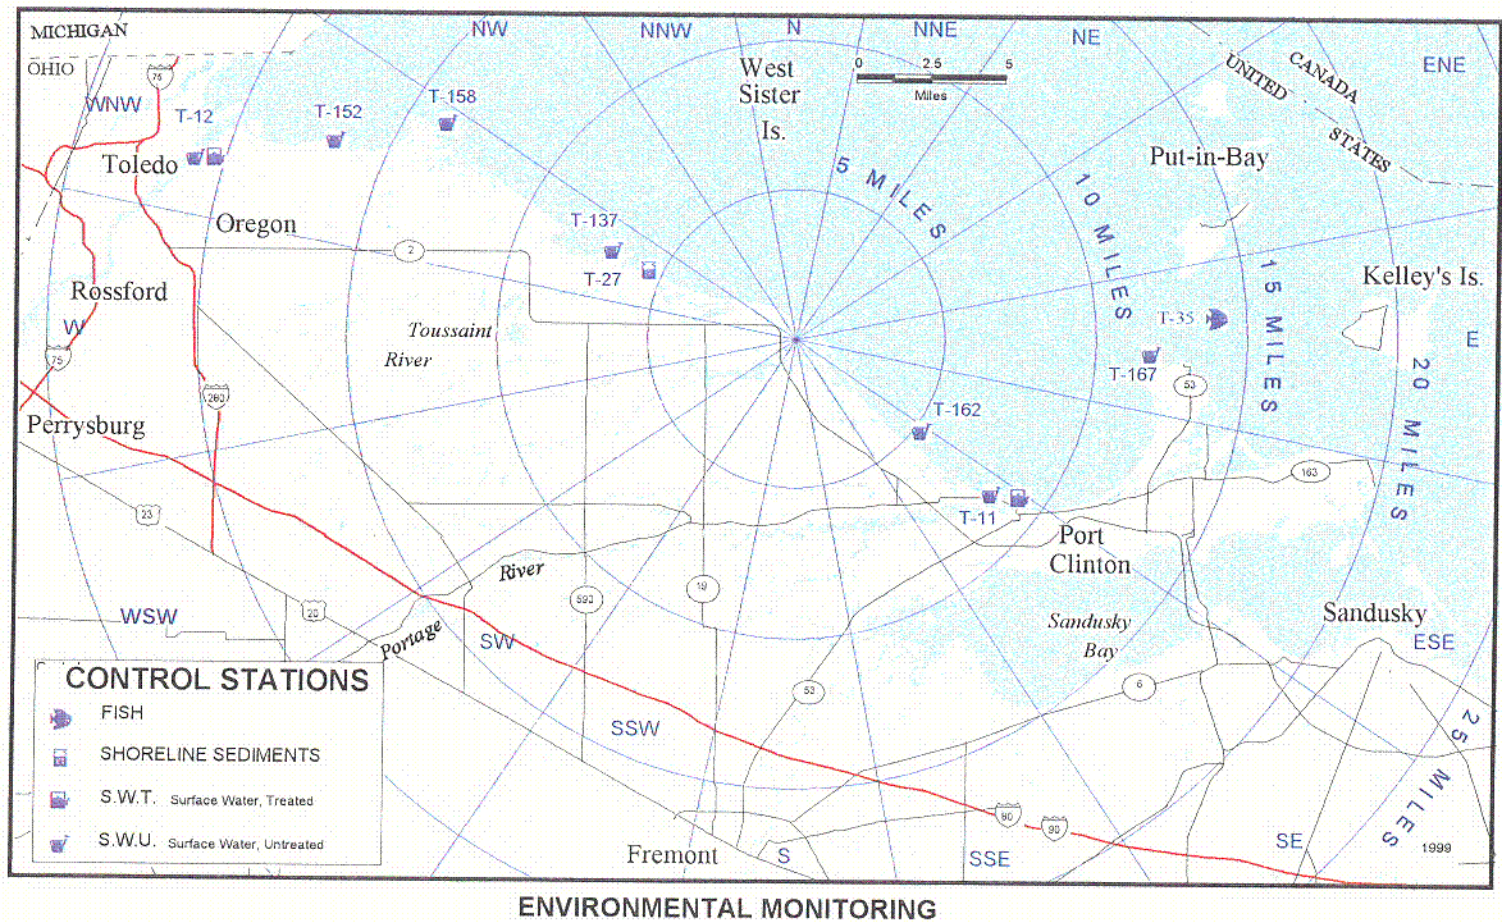 MICHIGAN
OHIO
NW
NNW
N
NNE
NE
ENE
CANADA
UNITED
STATES
West
Sister
Is.
0 2.5 5
Miles
75
WNW
T-12
T-152
T-158
Toledo
Put-in-Bay
5 MILES
10 MILES
15 MILES
20 MILES
25 MILES
Oregon
2
T-137
T-27
Rossford
W
Toussaint
River
Kelley's Is.
T-35
E
T-167
53
75
280
Perrysburg
T-162
163
23
T-11
Port
Clinton
River
Portage
590
19
20
WSW
SW
Sandusky
Bay
Sandusky
ESE
6
53
SSW
CONTROL STATIONS
FISH
SHORELINE SEDIMENTS
S.W.T. Surface Water, Treated
S.W.U. Surface Water, Untreated
80
90
Fremont
S
SSE
SE
1999
ENVIRONMENTAL MONITORING